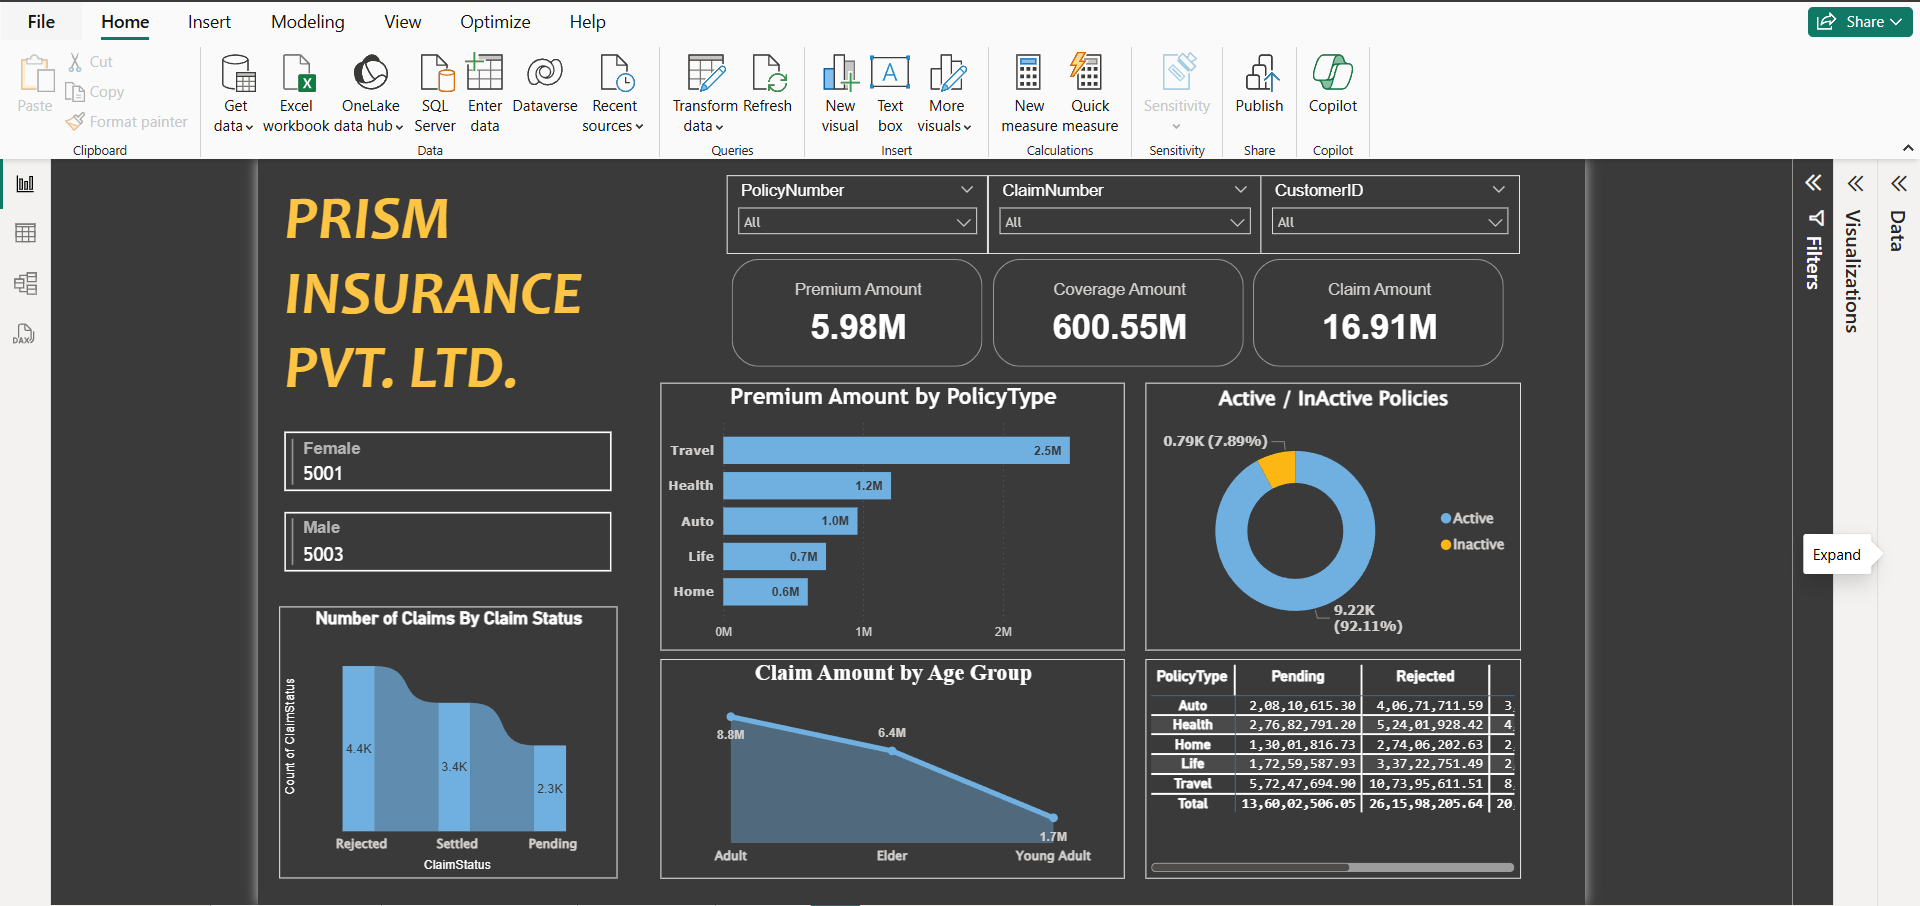 File Home Insert Modeling View Optimize Help Share
Paste
Cut
Copy
Format painter
Clipboard
Get data
Excel workbook
OneLake data hub
SQL Server
Enter data
Dataverse
Recent sources
Data
Transform data
Refresh
Queries
New visual
Text box
More visuals
Insert
New measure
Quick measure
Calculations
Sensitivity
Sensitivity
Publish
Share
Copilot
Copilot
DAX
PRISM
INSURANCE
PVT. LTD.
PolicyNumber
All
ClaimNumber
All
CustomerID
All
Premium Amount
5.98M
Coverage Amount
600.55M
Claim Amount
16.91M
Female
5001
Male
5003
Number of Claims By Claim Status
Count of ClaimStatus
4.4K
3.4K
2.3K
Rejected Settled Pending
ClaimStatus
Premium Amount by PolicyType
Travel 2.5M
Health 1.2M
Auto 1.0M
Life 0.7M
Home 0.6M
0M 1M 2M
Active / InActive Policies
0.79K (7.89%)
Active
Inactive
9.22K
(92.11%)
Claim Amount by Age Group
8.8M
6.4M
1.7M
Adult Elder Young Adult
PolicyType Pending Rejected
Auto 2,08,10,615.30 4,06,71,711.59 3,
Health 2,76,82,791.20 5,24,01,928.42 4,
Home 1,30,01,816.73 2,74,06,202.63 2,
Life 1,72,59,587.93 3,37,22,751.49 2,
Travel 5,72,47,694.90 10,73,95,611.51 8,
Total 13,60,02,506.05 26,15,98,205.64 20,
Filters
Visualizations
Data
Expand